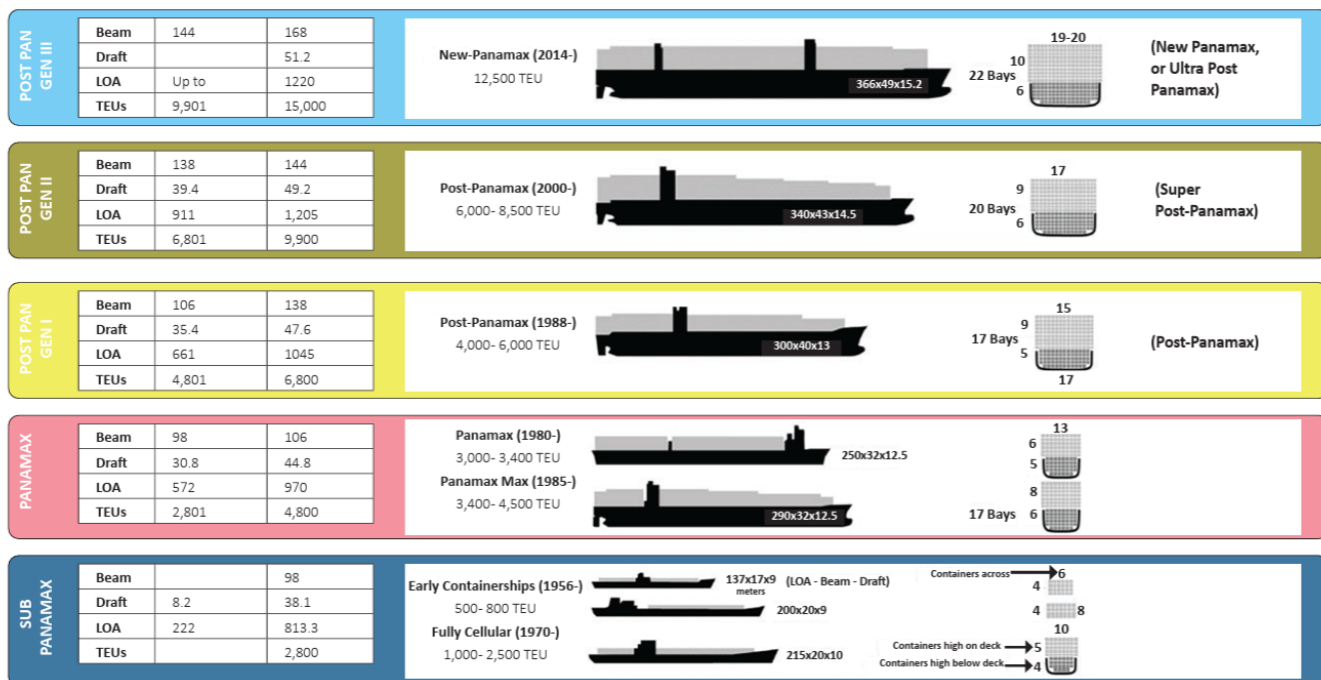 POST PAN
GEN III
Beam 144 168
Draft 51.2
LOA Up to 1220
TEUs 9,901 15,000
New-Panamax (2014-)
12,500 TEU
366x49x15.2
19-20
10
22 Bays
6
(New Panamax,
or Ultra Post
Panamax)
POST PAN
GEN II
Beam 138 144
Draft 39.4 49.2
LOA 911 1,205
TEUs 6,801 9,900
Post-Panamax (2000-)
6,000- 8,500 TEU
340x43x14.5
17
9
20 Bays
6
(Super
Post-Panamax)
POST PAN
GEN I
Beam 106 138
Draft 35.4 47.6
LOA 661 1045
TEUs 4,801 6,800
Post-Panamax (1988-)
4,000- 6,000 TEU
300x40x13
15
9
17 Bays
5
17
(Post-Panamax)
PANAMAX
Beam 98 106
Draft 30.8 44.8
LOA 572 970
TEUs 2,801 4,800
Panamax (1980-)
3,000- 3,400 TEU
250x32x12.5
13
6
5
Panamax Max (1985-)
3,400- 4,500 TEU
290x32x12.5
8
17 Bays 6
SUB
PANAMAX
Beam 98
Draft 8.2 38.1
LOA 222 813.3
TEUs 2,800
Early Containerships (1956-)
500- 800 TEU
137x17x9 (LOA - Beam - Draft)
meters
200x20x9
Containers across 6
4
4 8
Fully Cellular (1970-)
1,000- 2,500 TEU
215x20x10
10
Containers high on deck 5
Containers high below deck 4